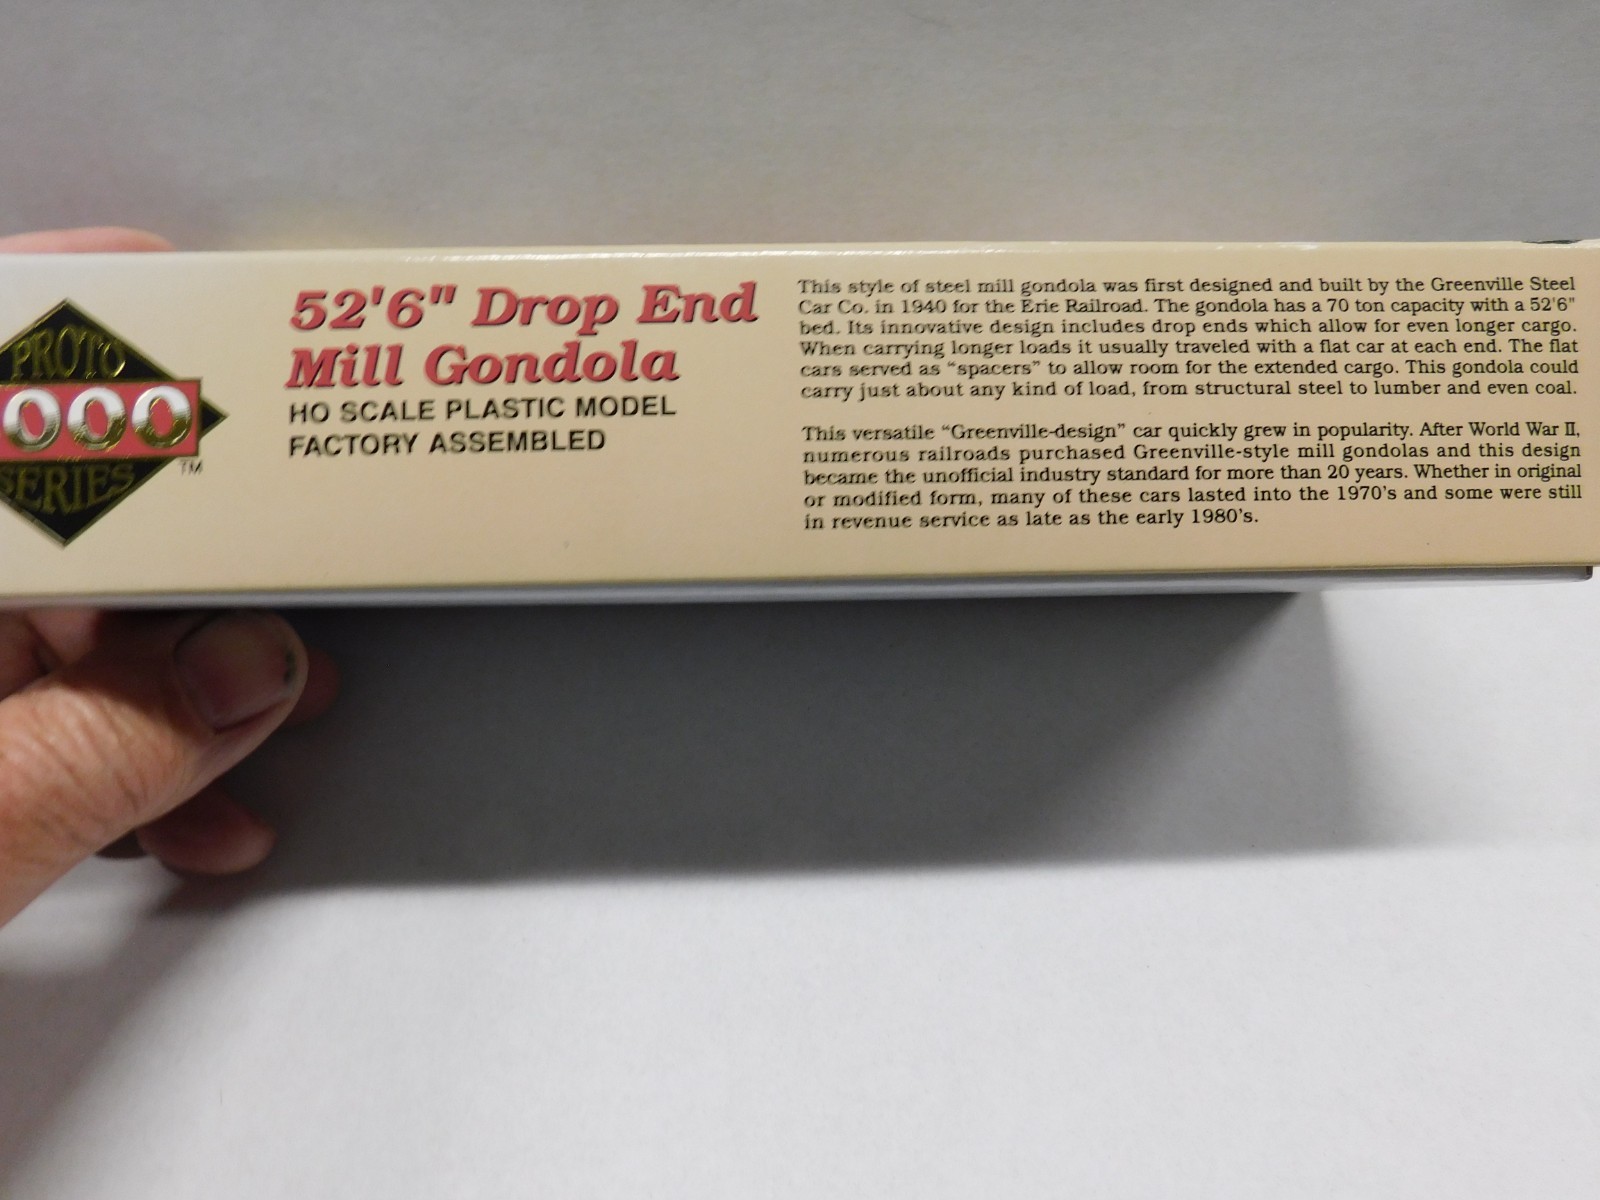 PROTO
000
SERIES
TM
52'6" Drop End
Mill Gondola
HO SCALE PLASTIC MODEL
FACTORY ASSEMBLED
This style of steel mill gondola was first designed and built by the Greenville Steel
Car Co. in 1940 for the Erie Railroad. The gondola has a 70 ton capacity with a 52'6"
bed. Its innovative design includes drop ends which allow for even longer cargo.
When carrying longer loads it usually traveled with a flat car at each end. The flat
cars served as "spacers" to allow room for the extended cargo. This gondola could
carry just about any kind of load, from structural steel to lumber and even coal.
This versatile "Greenville-design" car quickly grew in popularity. After World War II,
numerous railroads purchased Greenville-style mill gondolas and this design
became the unofficial industry standard for more than 20 years. Whether in original
or modified form, many of these cars lasted into the 1970's and some were still
in revenue service as late as the early 1980's.